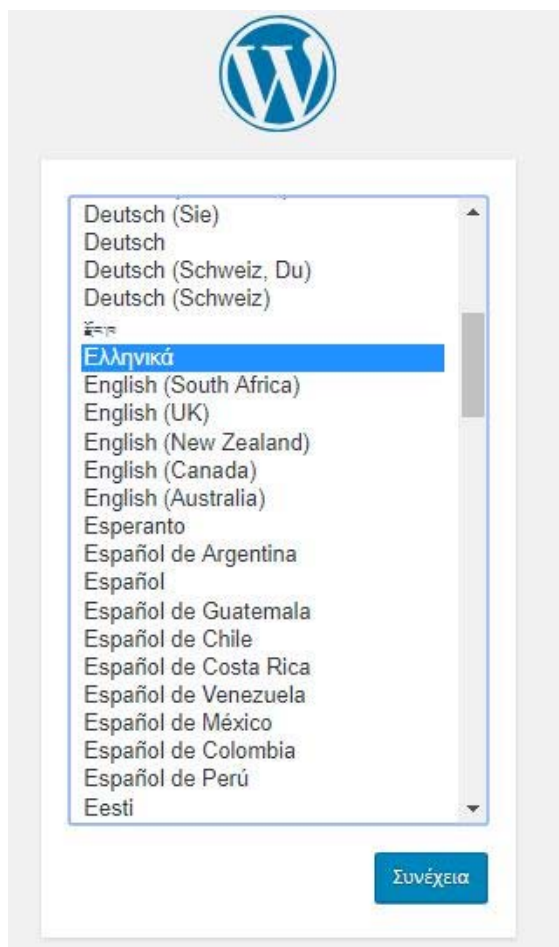 Deutsch (Sie)
Deutsch
Deutsch (Schweiz, Du)
Deutsch (Schweiz)
Ελληνικά
English (South Africa)
English (UK)
English (New Zealand)
English (Canada)
English (Australia)
Esperanto
Español de Argentina
Español
Español de Guatemala
Español de Chile
Español de Costa Rica
Español de Venezuela
Español de México
Español de Colombia
Español de Perú
Eesti
Συνέχεια